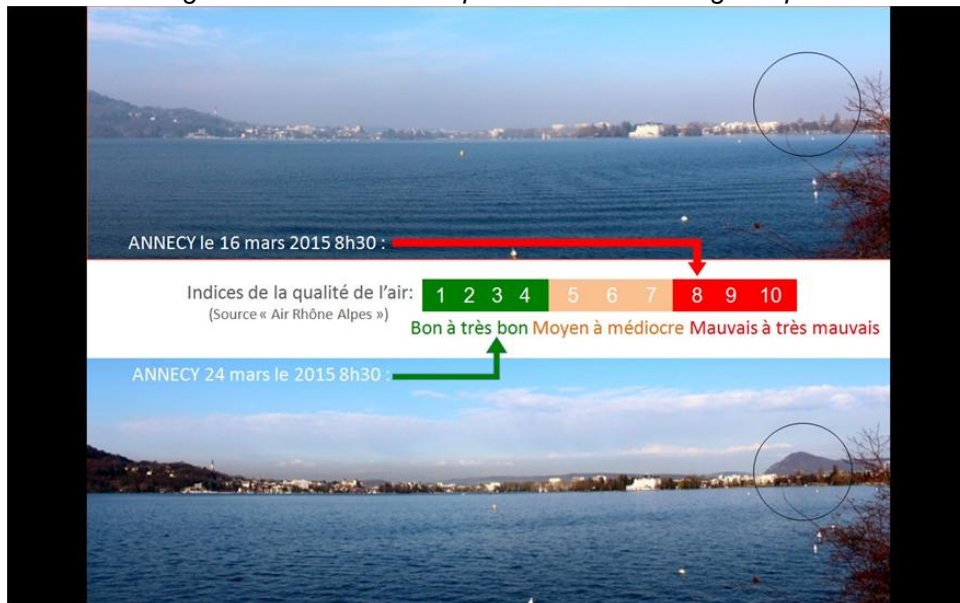 ANNECY le 16 mars 2015 8h30 :
Indices de la qualité de l'air: 1 2 3 4 5 6 7 8 9 10
(Source « Air Rhône Alpes »)
Bon à très bon Moyen à médiocre Mauvais à très mauvais
ANNECY 24 mars le 2015 8h30 :